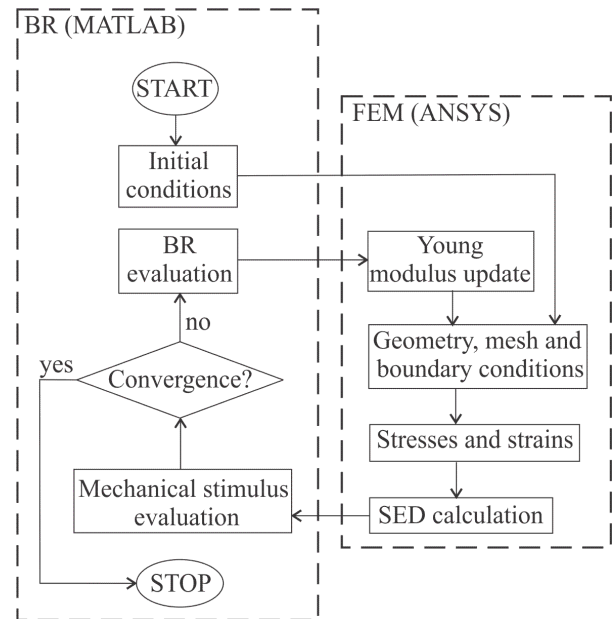 BR (MATLAB)
START
Initial
conditions
BR
evaluation
no
yes
Convergence?
Mechanical stimulus
evaluation
STOP
FEM (ANSYS)
Young
modulus update
Geometry, mesh and
boundary conditions
Stresses and strains
SED calculation